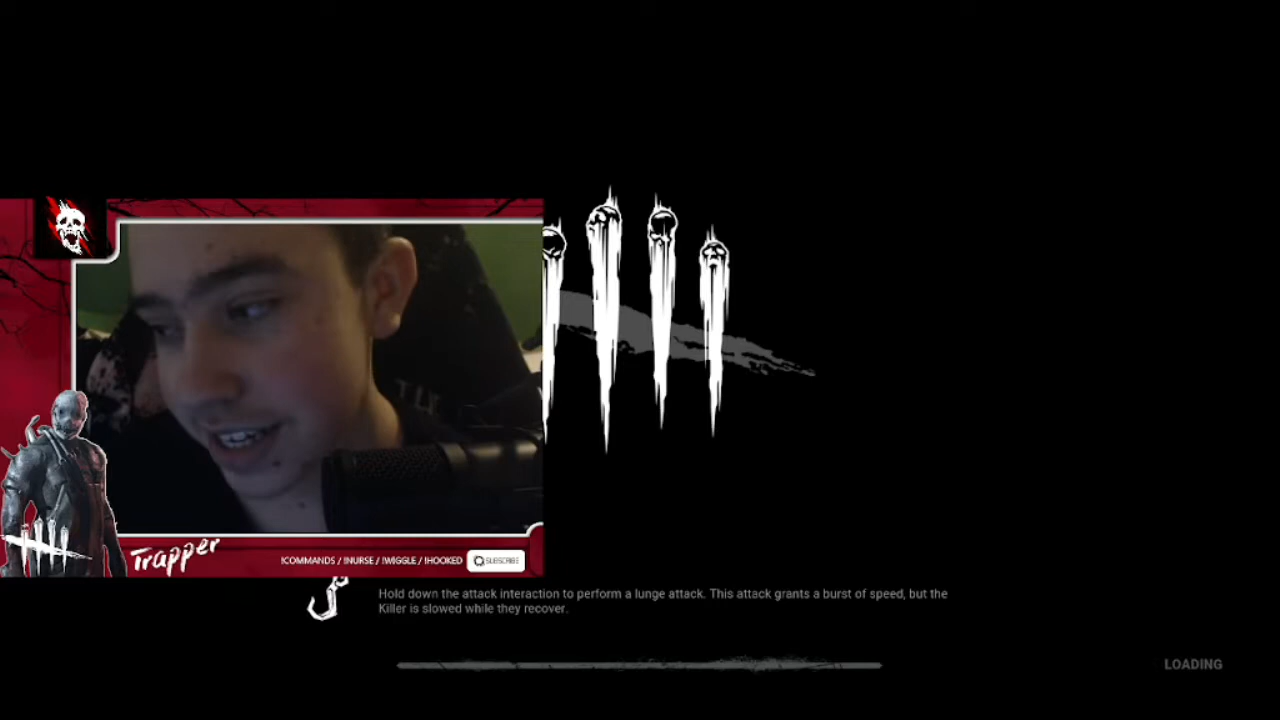 Trapper
!COMMANDS / !NURSE / !WIGGLE / !HOOKED
SUBSCRIBE
Hold down the attack interaction to perform a lunge attack. This attack grants a burst of speed, but the
Killer is slowed while they recover.
LOADING